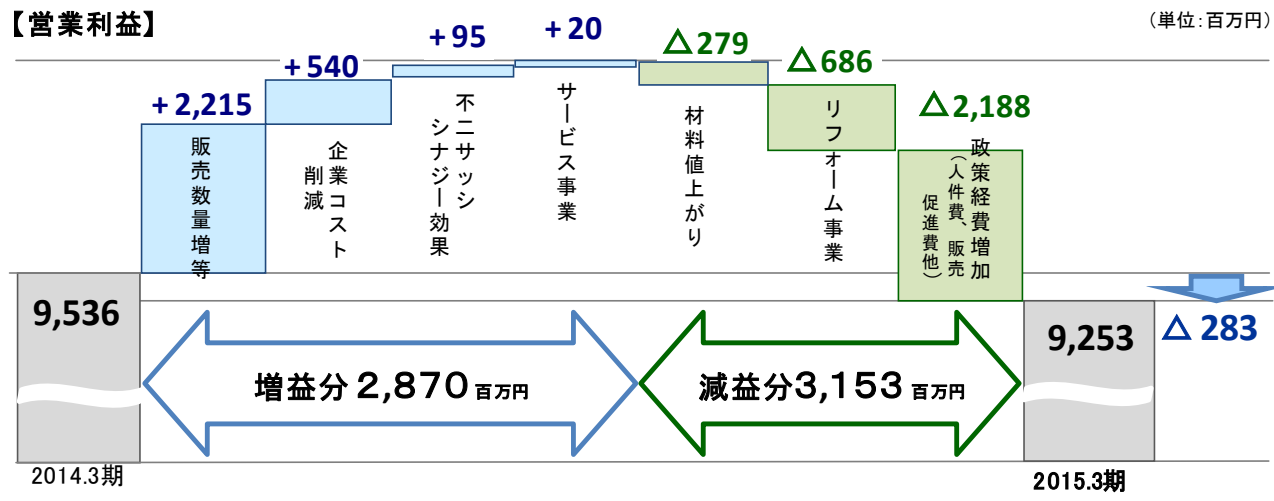 【営業利益】
(単位:百万円)
+2,215
+540
+95
+20
△279
△686
△2,188
販売数量増等
企業コスト
削減
不二サッシ
シナジー効果
サービス事業
材料値上がり
リフォーム事業
政策経費増加
(人件費、販売
促進費他)
9,536
9,253
△ 283
増益分2,870百万円
減益分3,153百万円
2014.3期
2015.3期